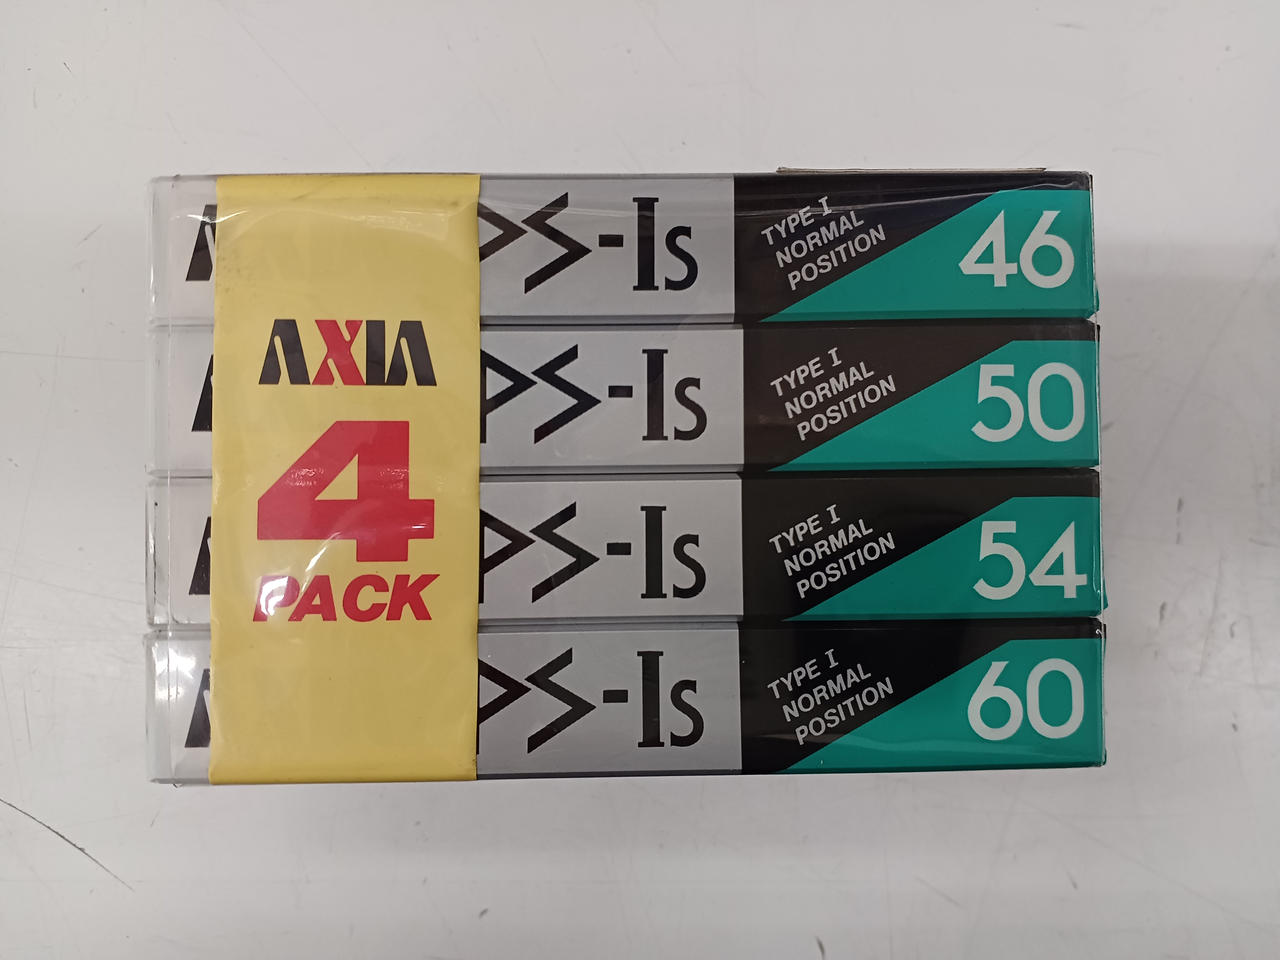 AXIA
4
PACK
PS-Is
TYPE I
NORMAL
POSITION
46
PS-Is
TYPE I
NORMAL
POSITION
50
PS-Is
TYPE I
NORMAL
POSITION
54
PS-Is
TYPE I
NORMAL
POSITION
60